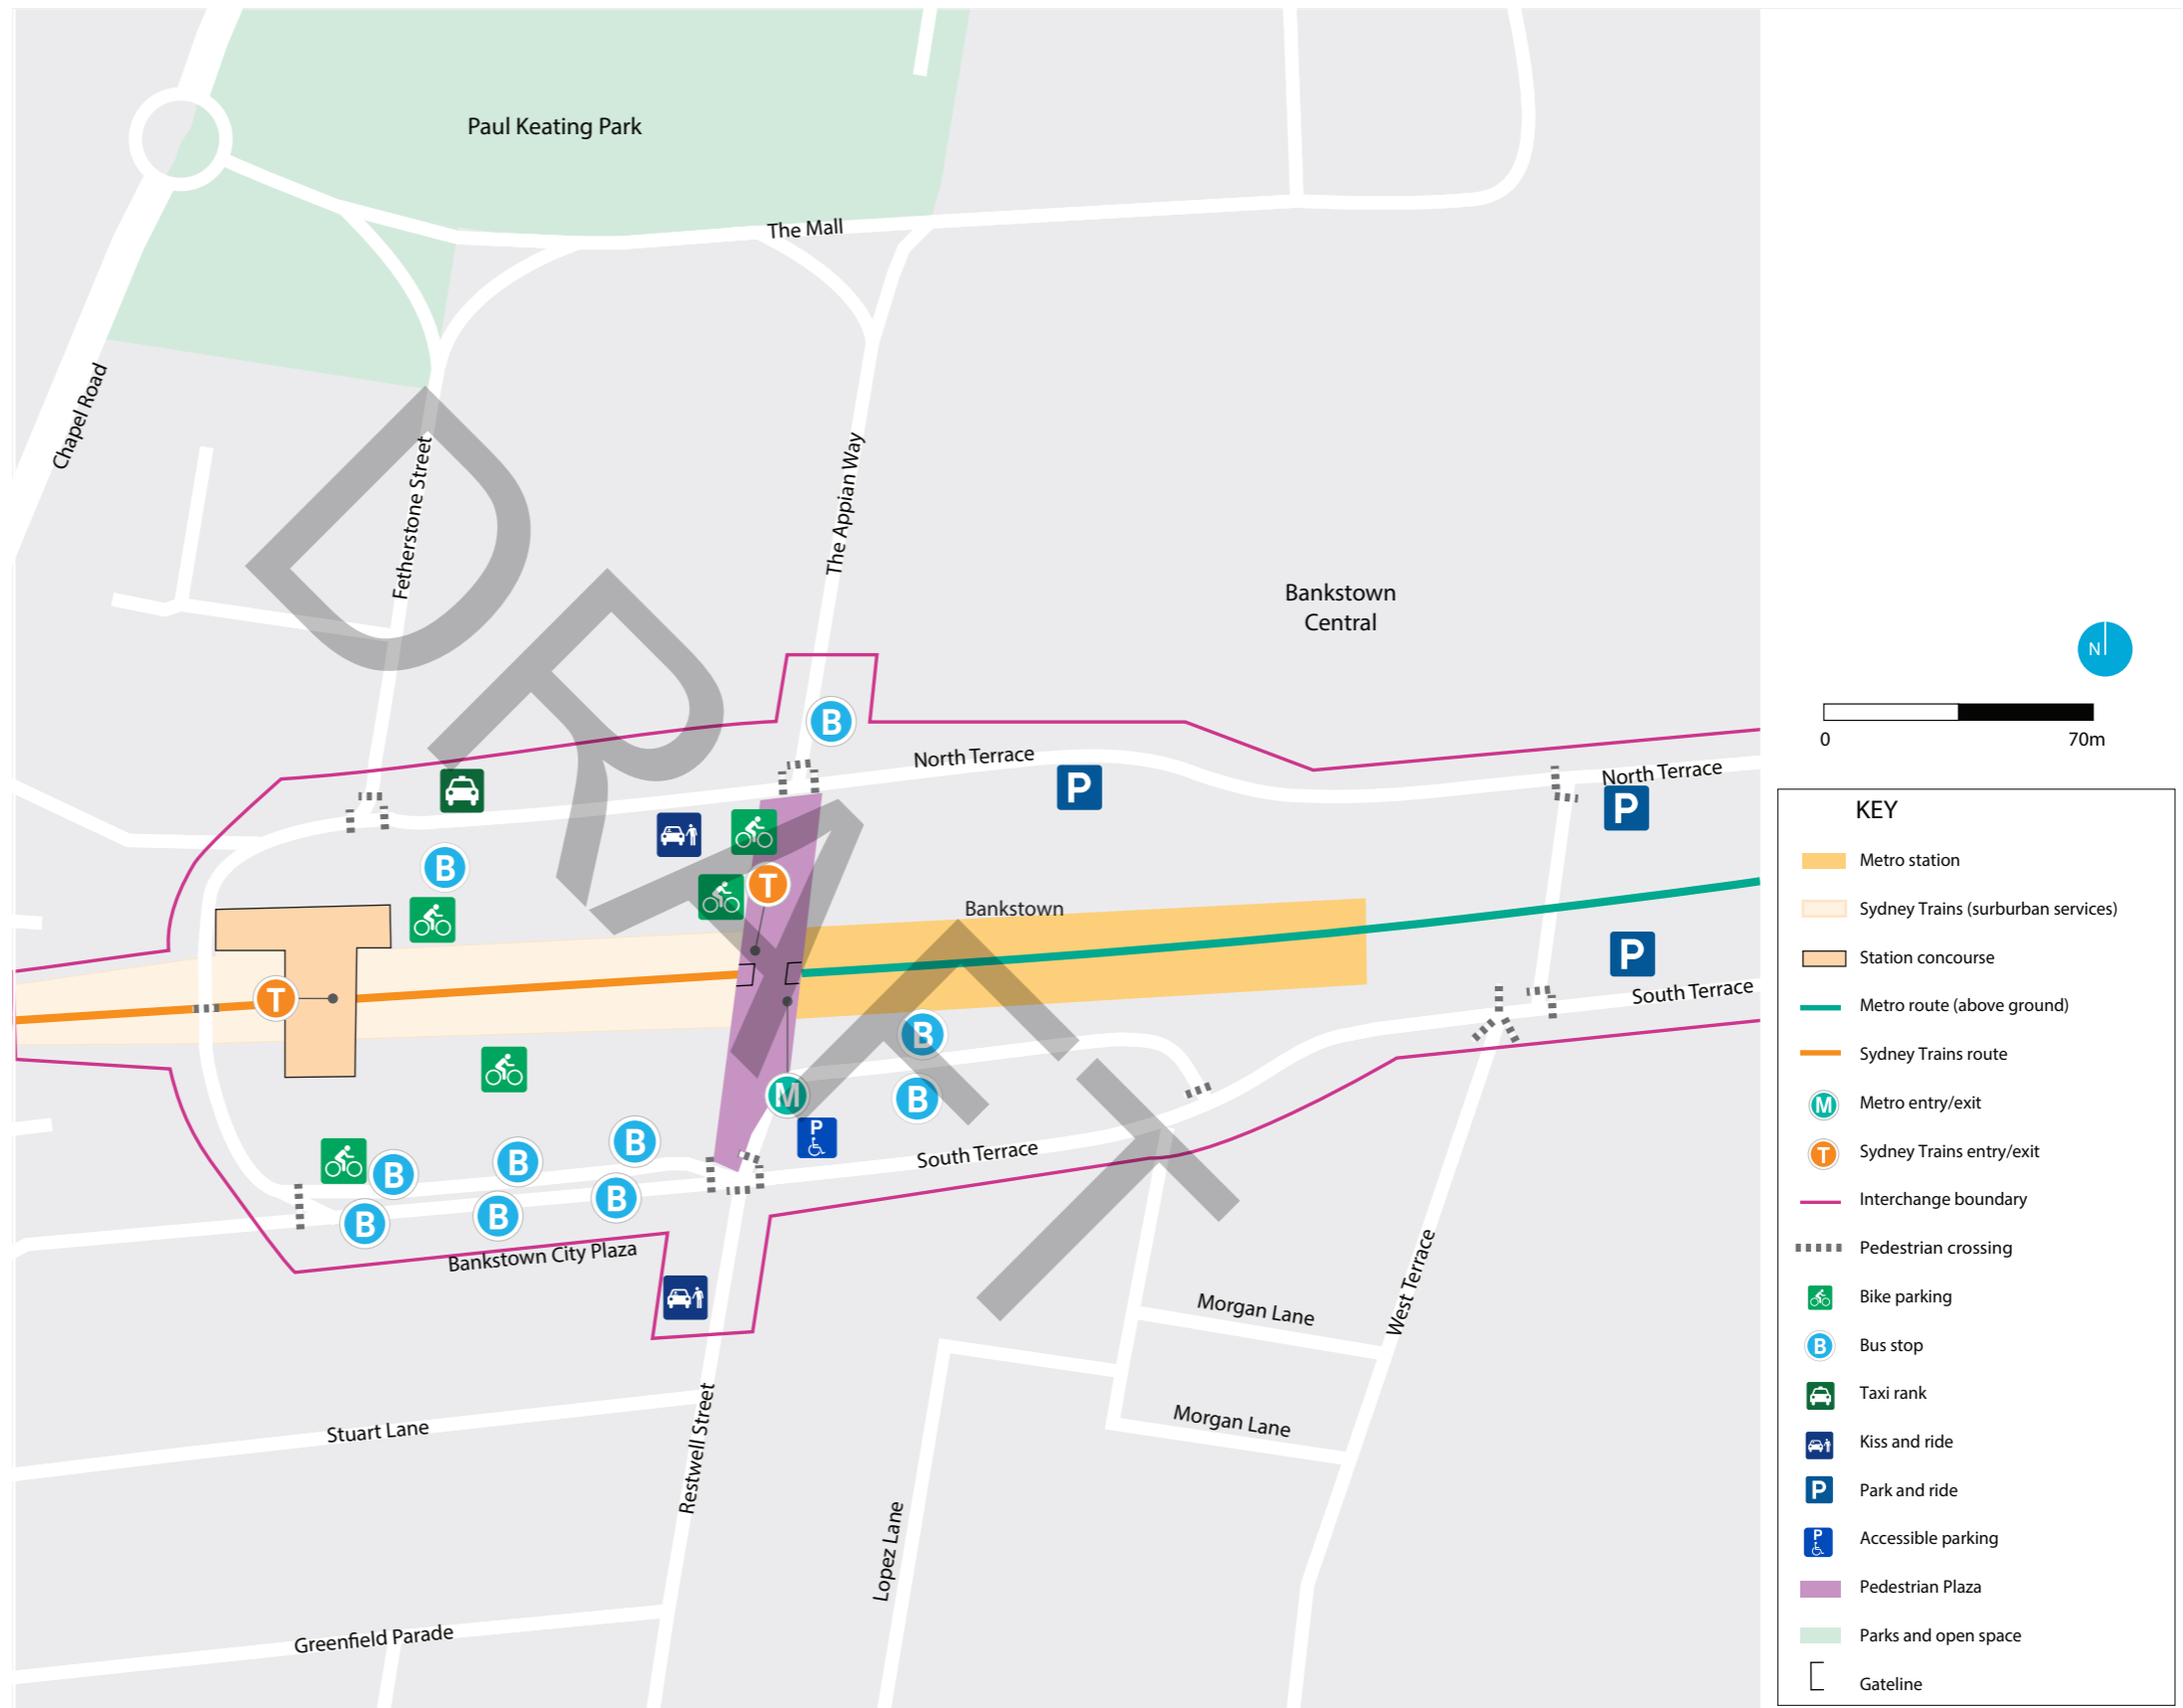 Paul Keating Park
The Mall
Chapel Road
Fetherstone Street
The Appian Way
Bankstown
Central
DRAFT
B
North Terrace
North Terrace
P
P
B
T
Bankstown
P
T
South Terrace
B
M
B
P
B
B
B
South Terrace
B
B
B
Bankstown City Plaza
Morgan Lane
West Terrace
Morgan Lane
Stuart Lane
Restwell Street
Lopez Lane
Greenfield Parade
N
0 70m
KEY
Metro station
Sydney Trains (surburban services)
Station concourse
Metro route (above ground)
Sydney Trains route
M Metro entry/exit
T Sydney Trains entry/exit
Interchange boundary
Pedestrian crossing
Bike parking
B Bus stop
Taxi rank
Kiss and ride
P Park and ride
P Accessible parking
Pedestrian Plaza
Parks and open space
Gateline